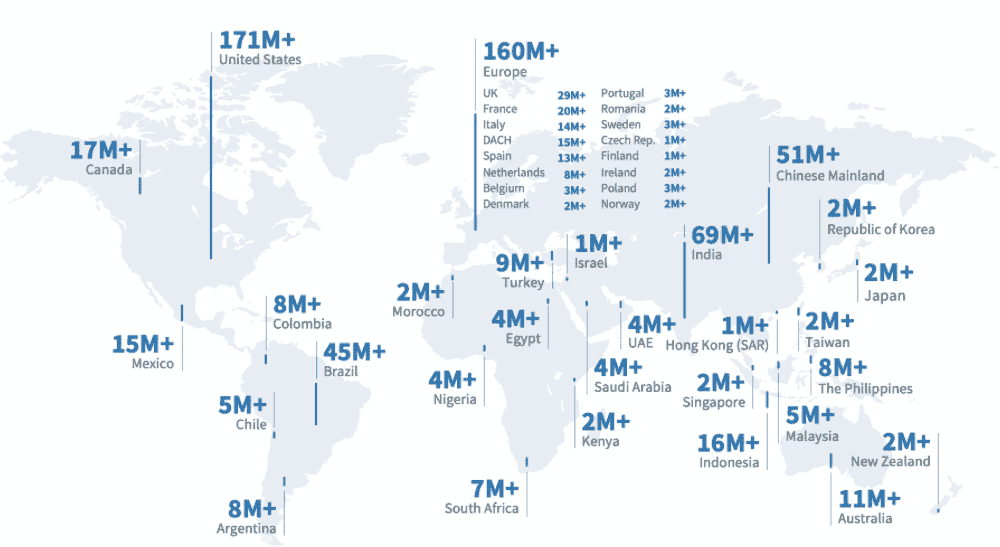 171M+
United States
160M+
Europe
UK 29M+ Portugal 3M+
France 20M+ Romania 2M+
Italy 14M+ Sweden 3M+
DACH 15M+ Czech Rep. 1M+
Spain 13M+ Finland 1M+
Netherlands 8M+ Ireland 2M+
Belgium 3M+ Poland 3M+
Denmark 2M+ Norway 2M+
17M+
Canada
51M+
Chinese Mainland
2M+
Republic of Korea
69M+
India
1M+
Israel
9M+
Turkey
2M+
Japan
2M+
Morocco
8M+
Colombia
4M+
Egypt
4M+
UAE
1M+
Hong Kong (SAR)
2M+
Taiwan
15M+
Mexico
45M+
Brazil
4M+
Nigeria
4M+
Saudi Arabia
2M+
Singapore
8M+
The Philippines
5M+
Chile
2M+
Kenya
5M+
Malaysia
16M+
Indonesia
2M+
New Zealand
8M+
Argentina
7M+
South Africa
11M+
Australia